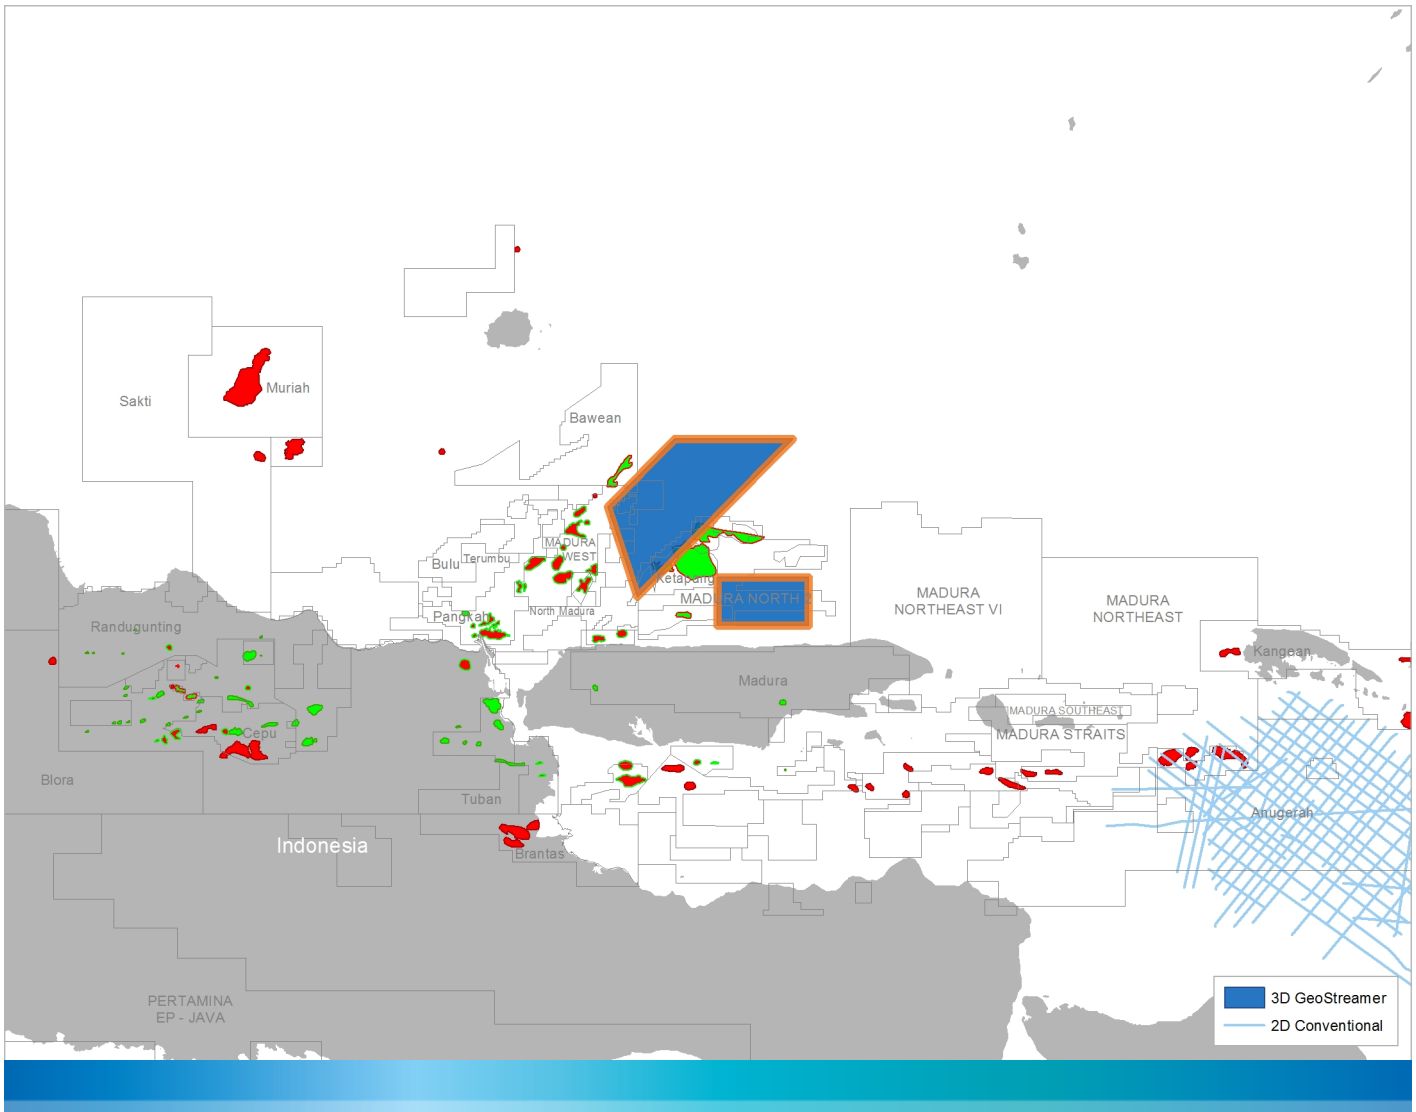 Sakti
Muriah
Bawean
MADURA
WEST
Bulu
Terumbu
Ketapang
MADURA NORTH 2
North Madura
Pangkah
MADURA
NORTHEAST VI
MADURA
NORTHEAST
Randugunting
Kangean
Madura
MADURA SOUTHEAST
MADURA STRAITS
Cepu
Blora
Tuban
Anugerah
Indonesia
Brantas
PERTAMINA
EP - JAVA
3D GeoStreamer
2D Conventional